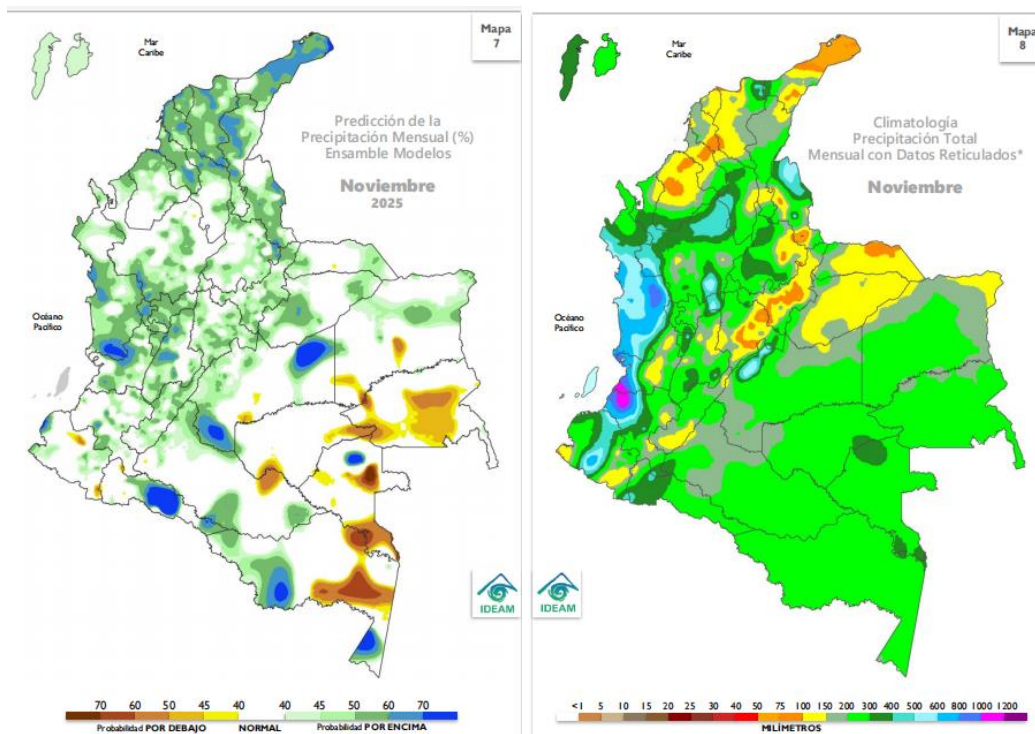 Mapa
7
Mar
Caribe
Predicción de la
Precipitación Mensual (%)
Ensamble Modelos
Noviembre
2025
Océano
Pacífico
IDEAM
70 60 50 45 40 40 45 50 60 70
Probabilidad POR DEBAJO NORMAL Probabilidad POR ENCIMA
Mapa
8
Mar
Caribe
Climatología
Precipitación Total
Mensual con Datos Reticulados*
Noviembre
Océano
Pacífico
IDEAM
<1 5 10 15 20 25 30 40 50 75 100 150 200 300 400 500 600 800 1000 1200
MILÍMETROS